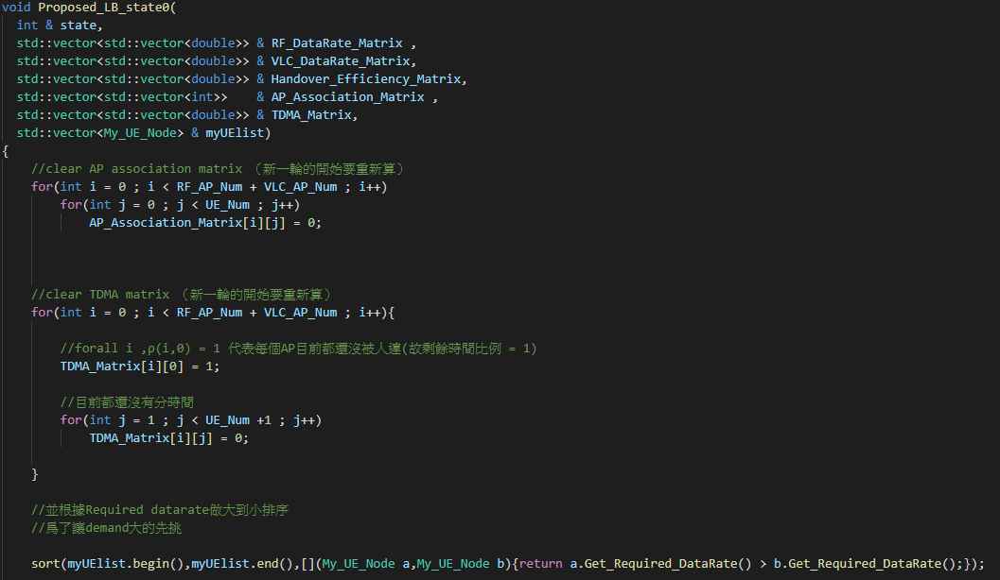 void Proposed_LB_state0(
int & state,
std::vector<std::vector<double>> & RF_DataRate_Matrix ,
std::vector<std::vector<double>> & VLC_DataRate_Matrix,
std::vector<std::vector<double>> & Handover_Efficiency_Matrix,
std::vector<std::vector<int>>    & AP_Association_Matrix ,
std::vector<std::vector<double>> & TDMA_Matrix,
std::vector<My_UE_Node> & myUElist)
{
//clear AP association matrix （新一輪的開始要重新算）
for(int i = 0 ; i < RF_AP_Num + VLC_AP_Num ; i++)
for(int j = 0 ; j < UE_Num ; j++)
AP_Association_Matrix[i][j] = 0;
//clear TDMA matrix （新一輪的開始要重新算）
for(int i = 0 ; i < RF_AP_Num + VLC_AP_Num ; i++){
//forall i ,ρ(i,0) = 1 代表每個AP目前都還沒被人連(故剩餘時間比例 = 1)
TDMA_Matrix[i][0] = 1;
//目前都還沒有分時間
for(int j = 1 ; j < UE_Num +1 ; j++)
TDMA_Matrix[i][j] = 0;
}
//並根據Required datarate做大到小排序
//爲了讓demand大的先挑
sort(myUElist.begin(),myUElist.end(),[](My_UE_Node a,My_UE_Node b){return a.Get_Required_DataRate() > b.Get_Required_DataRate();});